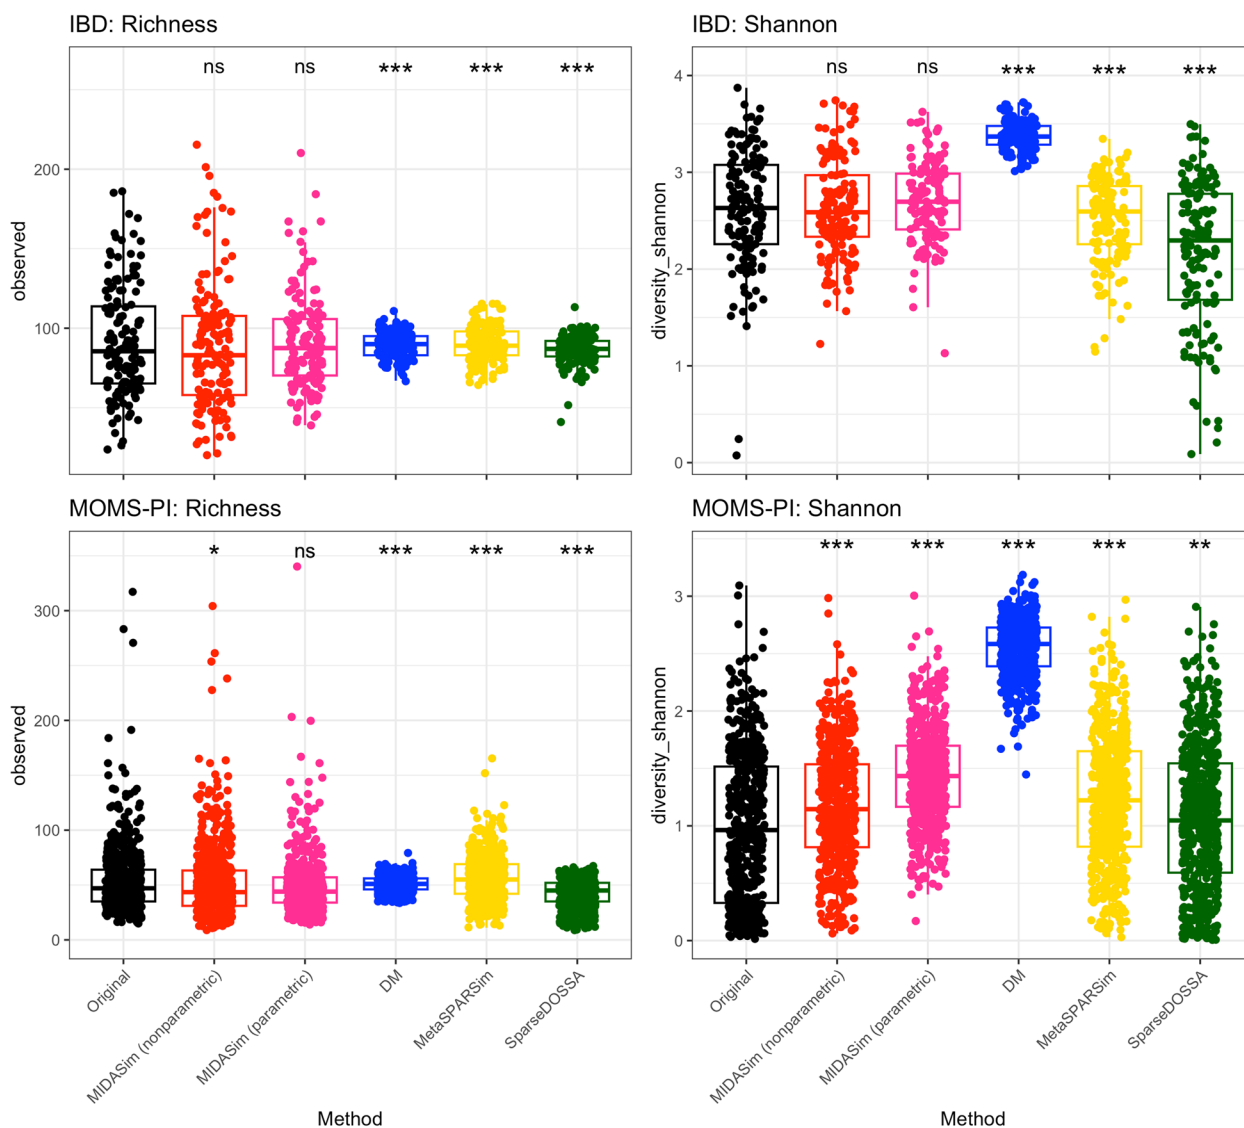 IBD: Richness
ns ns *** *** ***
200
100
observed
IBD: Shannon
ns ns *** *** ***
4
3
2
1
0
diversity_shannon
MOMS-PI: Richness
* ns *** *** ***
300
200
100
0
observed
Original
MIDASim (nonparametric)
MIDASim (parametric)
DM
MetaSPARSim
SparseDOSSA
Method
MOMS-PI: Shannon
*** *** *** *** **
3
2
1
0
diversity_shannon
Original
MIDASim (nonparametric)
MIDASim (parametric)
DM
MetaSPARSim
SparseDOSSA
Method